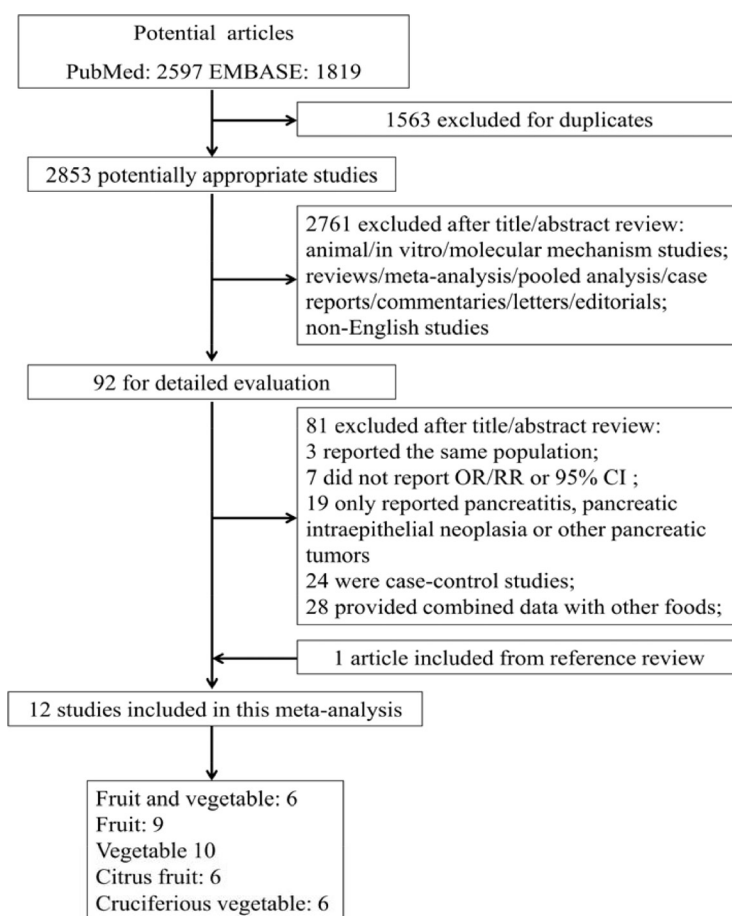 Potential articles
PubMed: 2597 EMBASE: 1819
1563 excluded for duplicates
2853 potentially appropriate studies
2761 excluded after title/abstract review:
animal/in vitro/molecular mechanism studies;
reviews/meta-analysis/pooled analysis/case
reports/commentaries/letters/editorials;
non-English studies
92 for detailed evaluation
81 excluded after title/abstract review:
3 reported the same population;
7 did not report OR/RR or 95% CI ;
19 only reported pancreatitis, pancreatic
intraepithelial neoplasia or other pancreatic
tumors
24 were case-control studies;
28 provided combined data with other foods;
1 article included from reference review
12 studies included in this meta-analysis
Fruit and vegetable: 6
Fruit: 9
Vegetable 10
Citrus fruit: 6
Cruciferious vegetable: 6